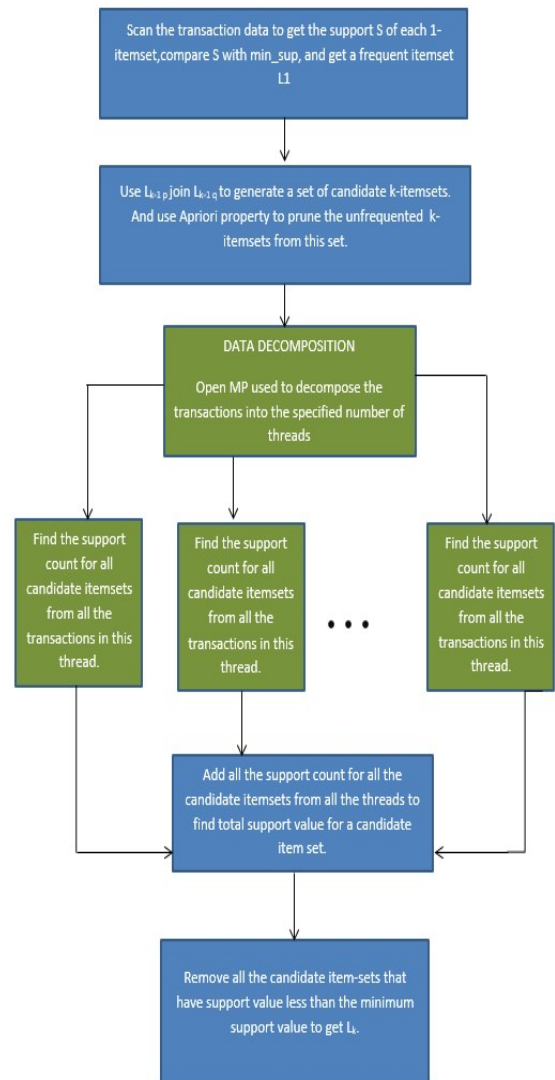 Scan the transaction data to get the support S of each 1-
itemset,compare S with min_sup, and get a frequent itemset
L1
Use Lk-1 p join Lk-1 q to generate a set of candidate k-itemsets.
And use Apriori property to prune the unfrequented k-
itemsets from this set.
DATA DECOMPOSITION
Open MP used to decompose the
transactions into the specified number of
threads
Find the support
count for all
candidate itemsets
from all the
transactions in this
thread.
Find the support
count for all
candidate itemsets
from all the
transactions in this
thread.
• • •
Find the support
count for all
candidate itemsets
from all the
transactions in this
thread.
Add all the support count for all the
candidate itemsets from all the threads to
find total support value for a candidate
item set.
Remove all the candidate item-sets that
have support value less than the minimum
support value to get Lk.